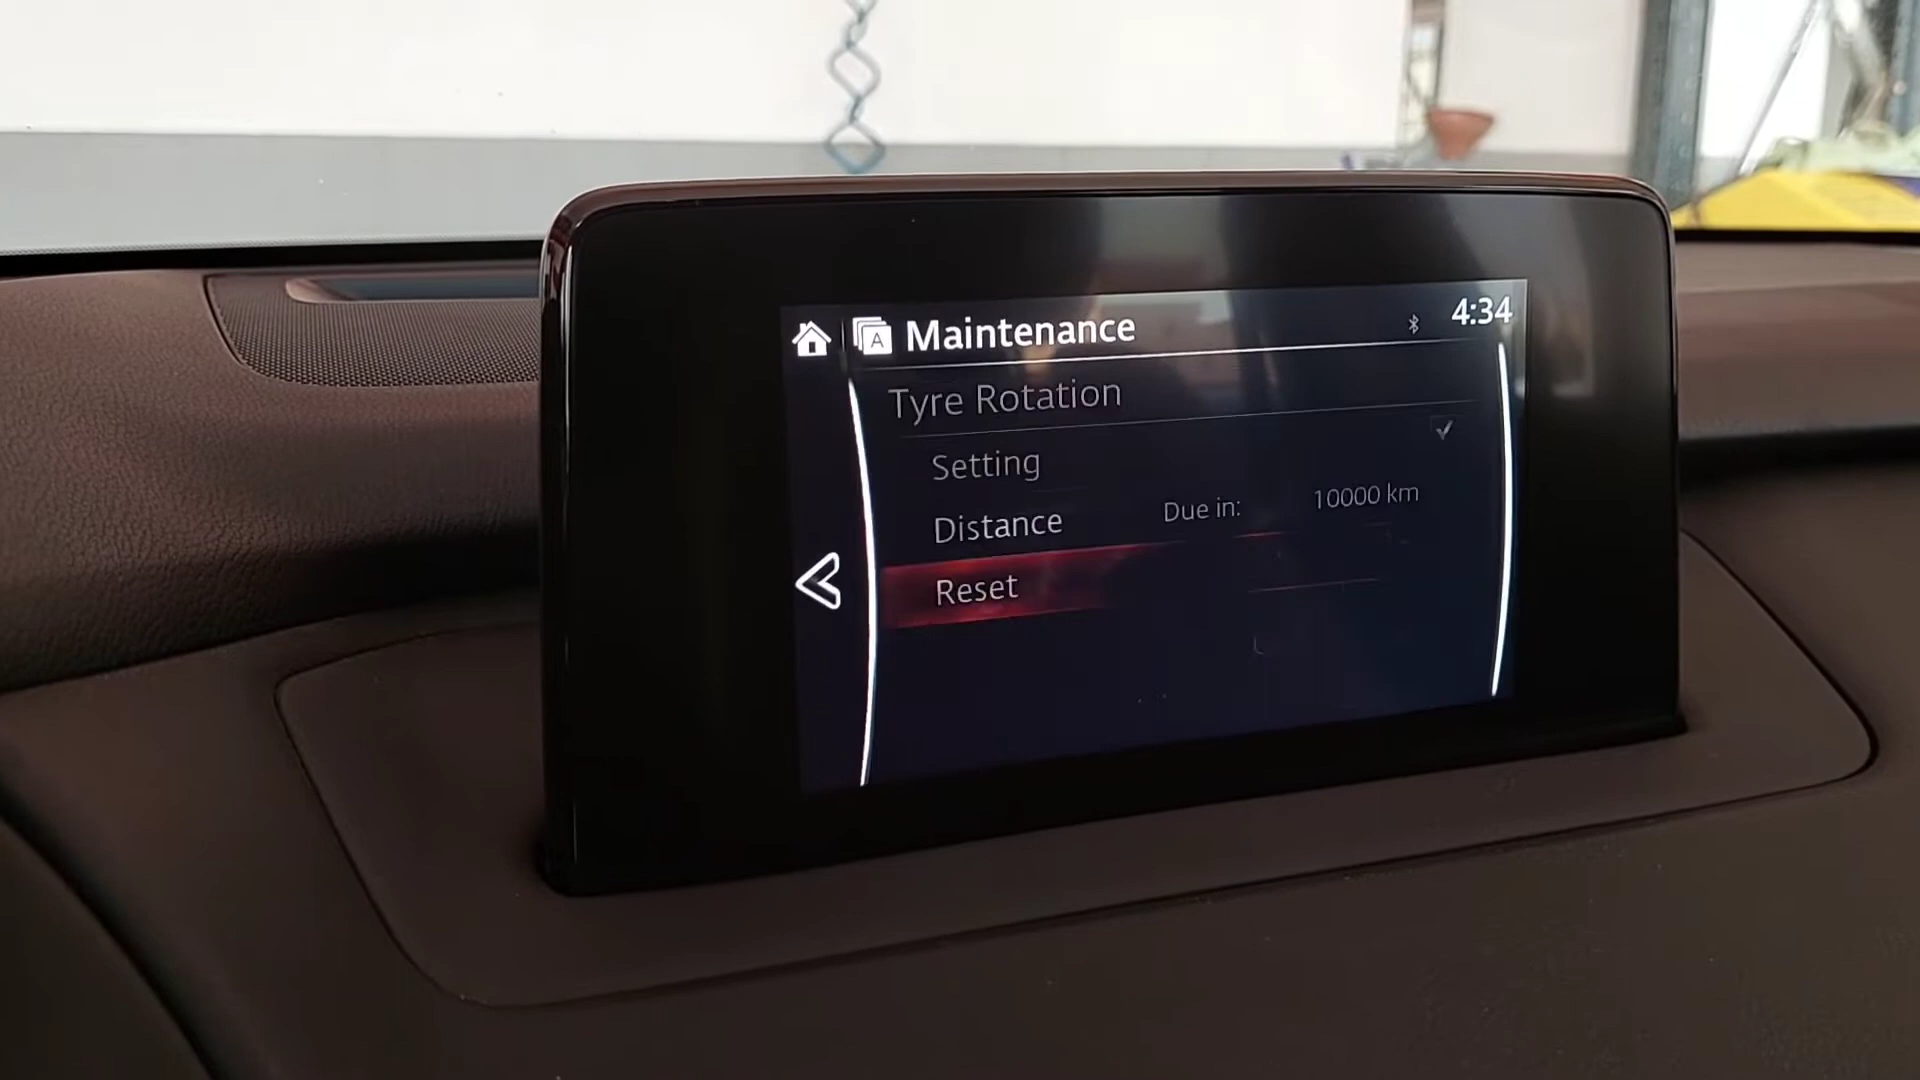 A Maintenance 4:34
Tyre Rotation
Setting
Distance Due in: 10000 km
Reset